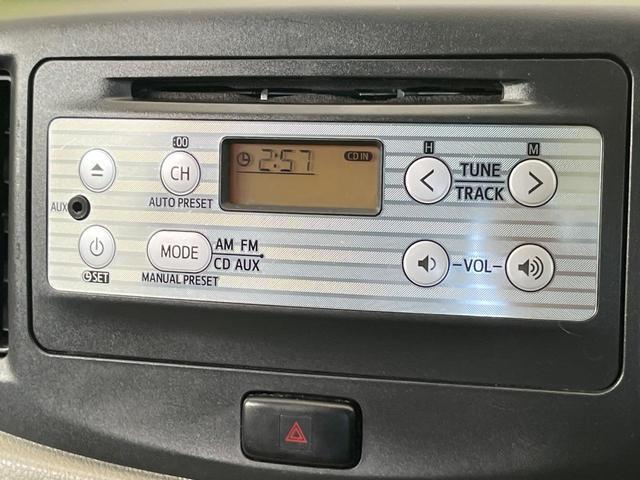 :00
CH
AUTO PRESET
2:57
CD IN
H
M
TUNE
TRACK
AUX
SET
MODE
AM FM
CD AUX
MANUAL PRESET
-VOL-